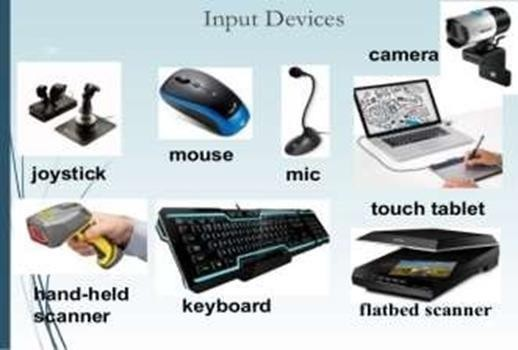 Input Devices
camera
joystick
mouse
mic
touch tablet
hand-held
scanner
keyboard
flatbed scanner